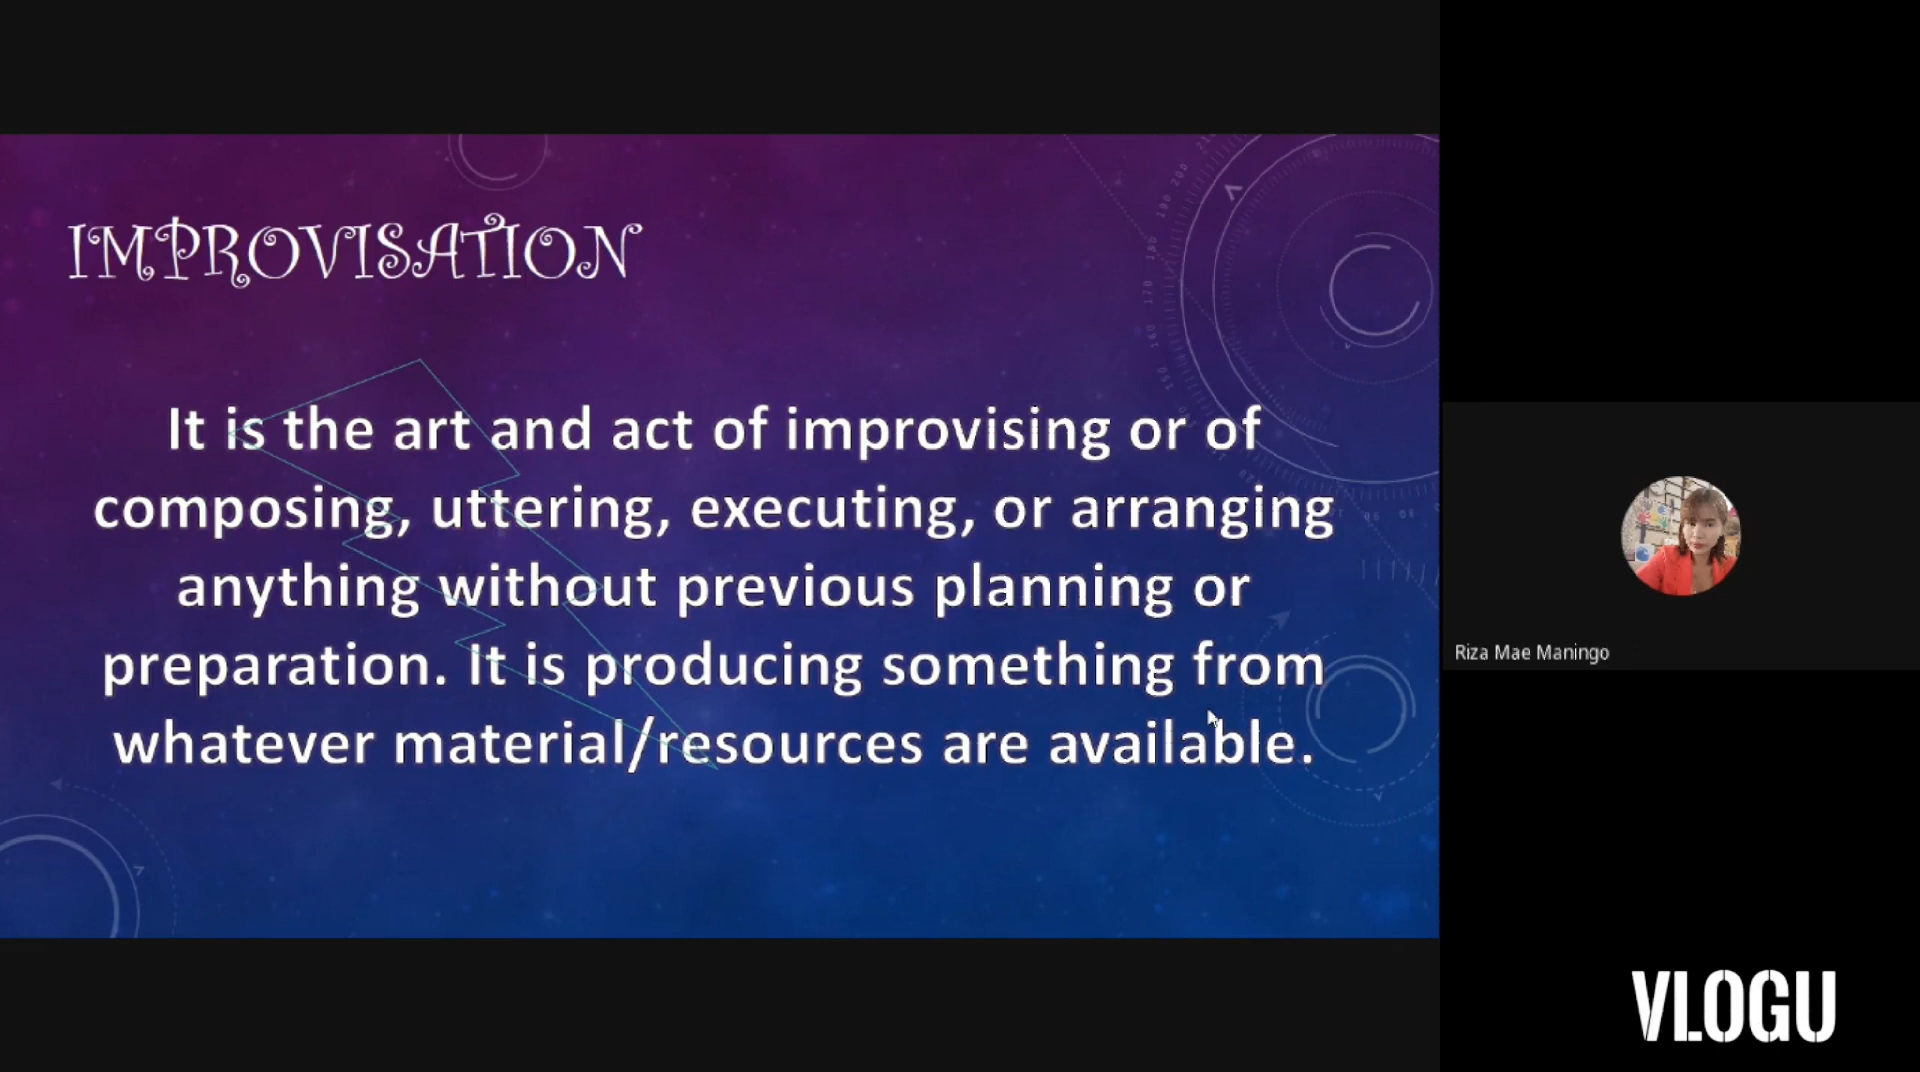 IMPROVISATION
It is the art and act of improvising or of
composing, uttering, executing, or arranging
anything without previous planning or
preparation. It is producing something from
whatever material/resources are available.
Riza Mae Maningo
VLOGU